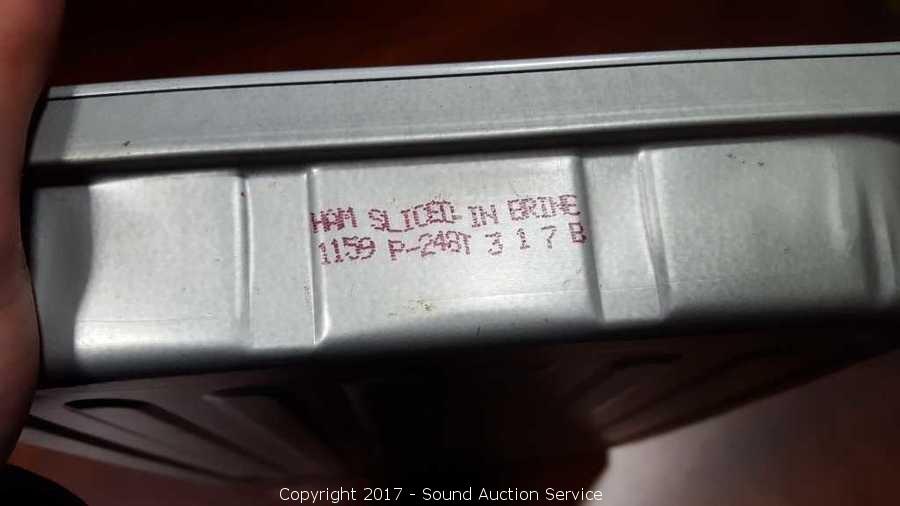 HAM SLICED-IN BRINE
1159 P-248T 3 1 7 B
Copyright 2017 - Sound Auction Service